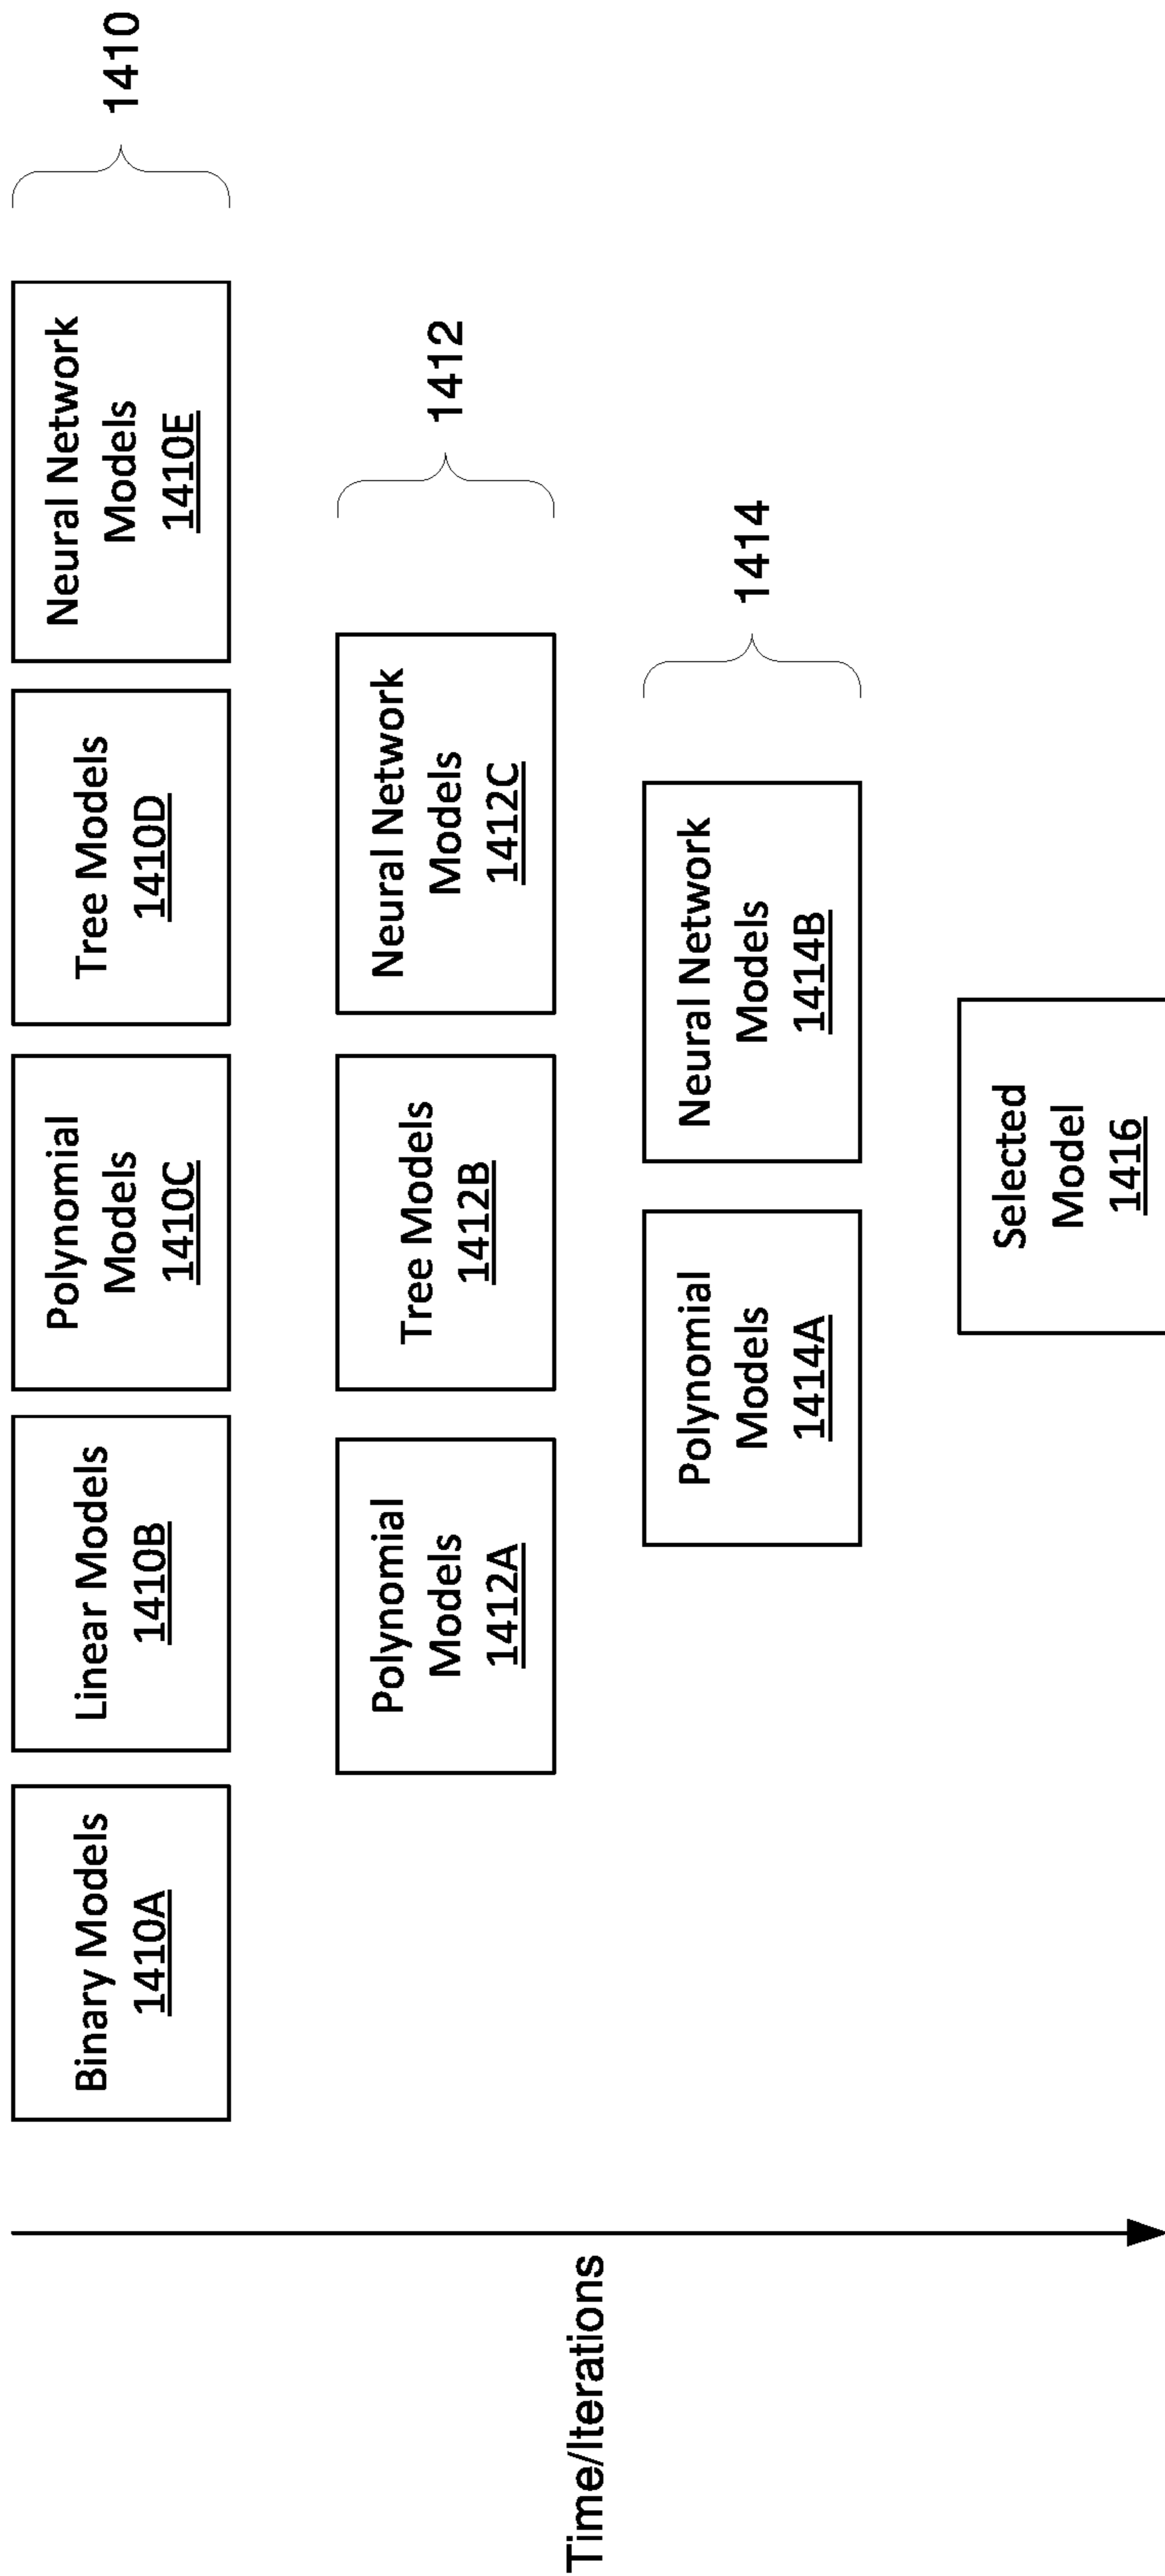 Binary Models
1410A
Linear Models
1410B
Polynomial
Models
1410C
Tree Models
1410D
Neural Network
Models
1410E
1410
Polynomial
Models
1412A
Tree Models
1412B
Neural Network
Models
1412C
1412
Time/Iterations
Polynomial
Models
1414A
Neural Network
Models
1414B
1414
Selected
Model
1416